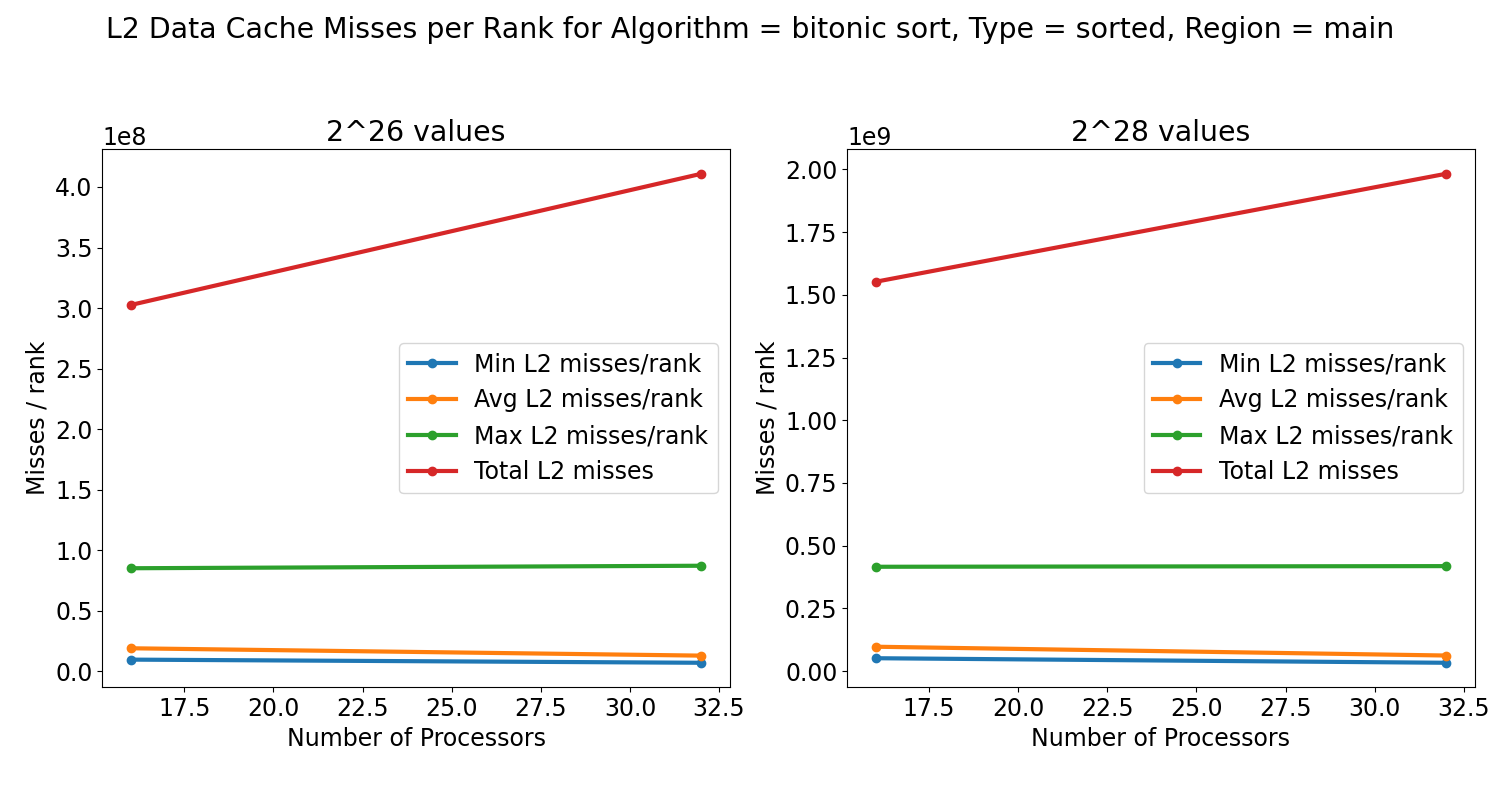 L2 Data Cache Misses per Rank for Algorithm = bitonic sort, Type = sorted, Region = main
2^26 values
1e8
4.0
3.5
3.0
2.5
2.0
1.5
1.0
0.5
0.0
Misses / rank
Min L2 misses/rank
Avg L2 misses/rank
Max L2 misses/rank
Total L2 misses
17.5 20.0 22.5 25.0 27.5 30.0 32.5
Number of Processors
2^28 values
1e9
2.00
1.75
1.50
1.25
1.00
0.75
0.50
0.25
0.00
Misses / rank
Min L2 misses/rank
Avg L2 misses/rank
Max L2 misses/rank
Total L2 misses
17.5 20.0 22.5 25.0 27.5 30.0 32.5
Number of Processors